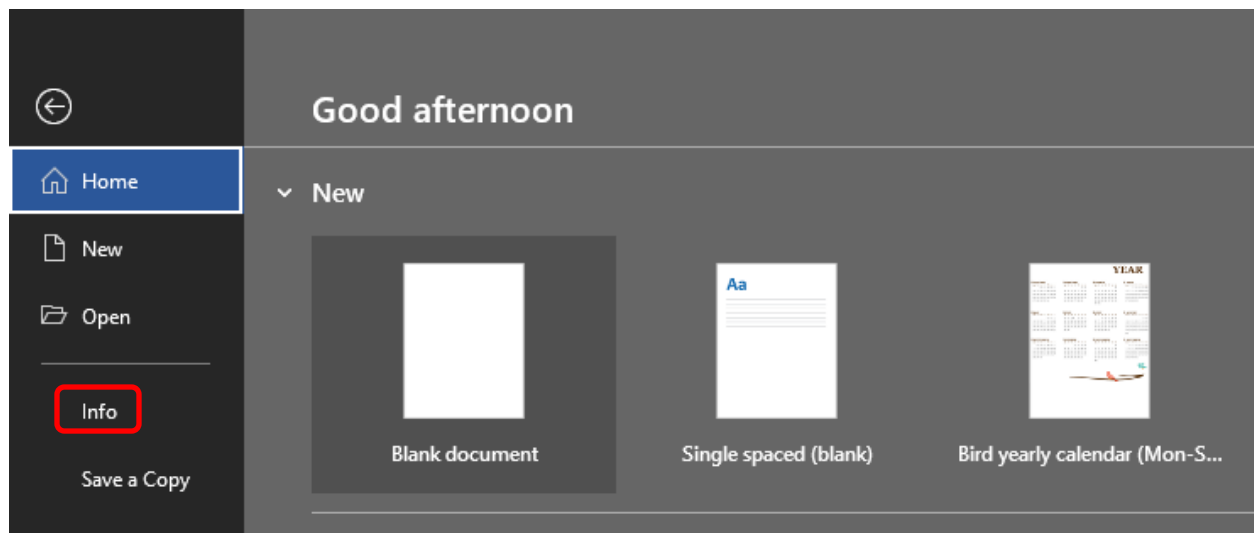 Good afternoon
Home
New
New
Open
Aa
YEAR
Info
Blank document
Single spaced (blank)
Bird yearly calendar (Mon-S...
Save a Copy